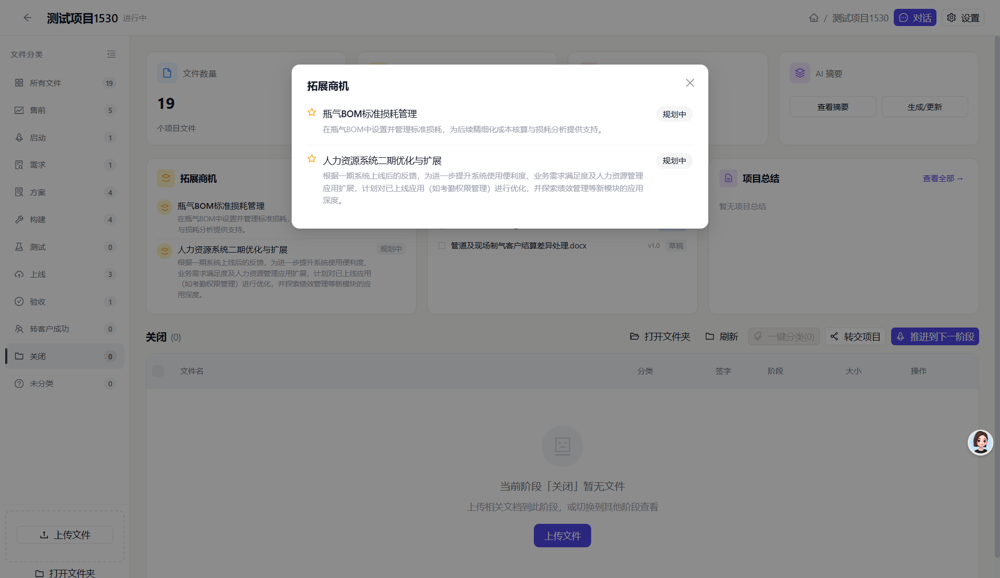 测试项目1530 进行中
/ 测试项目1530 对话 设置
文件分类
所有文件 19
售前 5
启动 1
需求 1
方案 4
构建 4
测试 0
上线 3
验收 1
转客户成功 0
关闭 0
未分类 0
上传文件
打开文件夹
文件数量
19
个项目文件
AI 摘要
查看摘要 生成/更新
拓展商机
瓶气BOM标准损耗管理 规划中
在瓶气BOM中设置并管理标准损耗，为后续精细化成本核算与损耗分析提供支持。
人力资源系统二期优化与扩展 规划中
根据一期系统上线后的反馈，为进一步提升系统使用便利度、业务需求满足度及人力资源管理
应用扩展，计划对已上线应用（如考勤权限管理）进行优化，并探索绩效管理等新模块的应用
深度。
拓展商机
瓶气BOM标准损耗管理
在瓶气BOM中设置并管理标准损耗，
与损耗分析提供支持。
人力资源系统二期优化与扩展 规划中
根据一期系统上线后的反馈，为进一步提升系统使用便利度、
业务需求满足度及人力资源管理应用扩展，计划对已上线应用
（如考勤权限管理）进行优化，并探索绩效管理等新模块的应
用深度。
管道及现场制气客户结算差异处理.docx v1.0 草稿
项目总结 查看全部 →
暂无项目总结
关闭 (0)
打开文件夹 刷新 一键分类(0) 转交项目 推进到下一阶段
文件名 分类 签字 阶段 大小 操作
当前阶段「关闭」暂无文件
上传相关文档到此阶段，或切换到其他阶段查看
上传文件